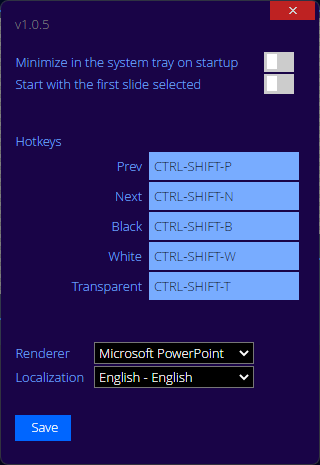 v1.0.5
Minimize in the system tray on startup
Start with the first slide selected
Hotkeys
Prev CTRL-SHIFT-P
Next CTRL-SHIFT-N
Black CTRL-SHIFT-B
White CTRL-SHIFT-W
Transparent CTRL-SHIFT-T
Renderer Microsoft PowerPoint
Localization English - English
Save